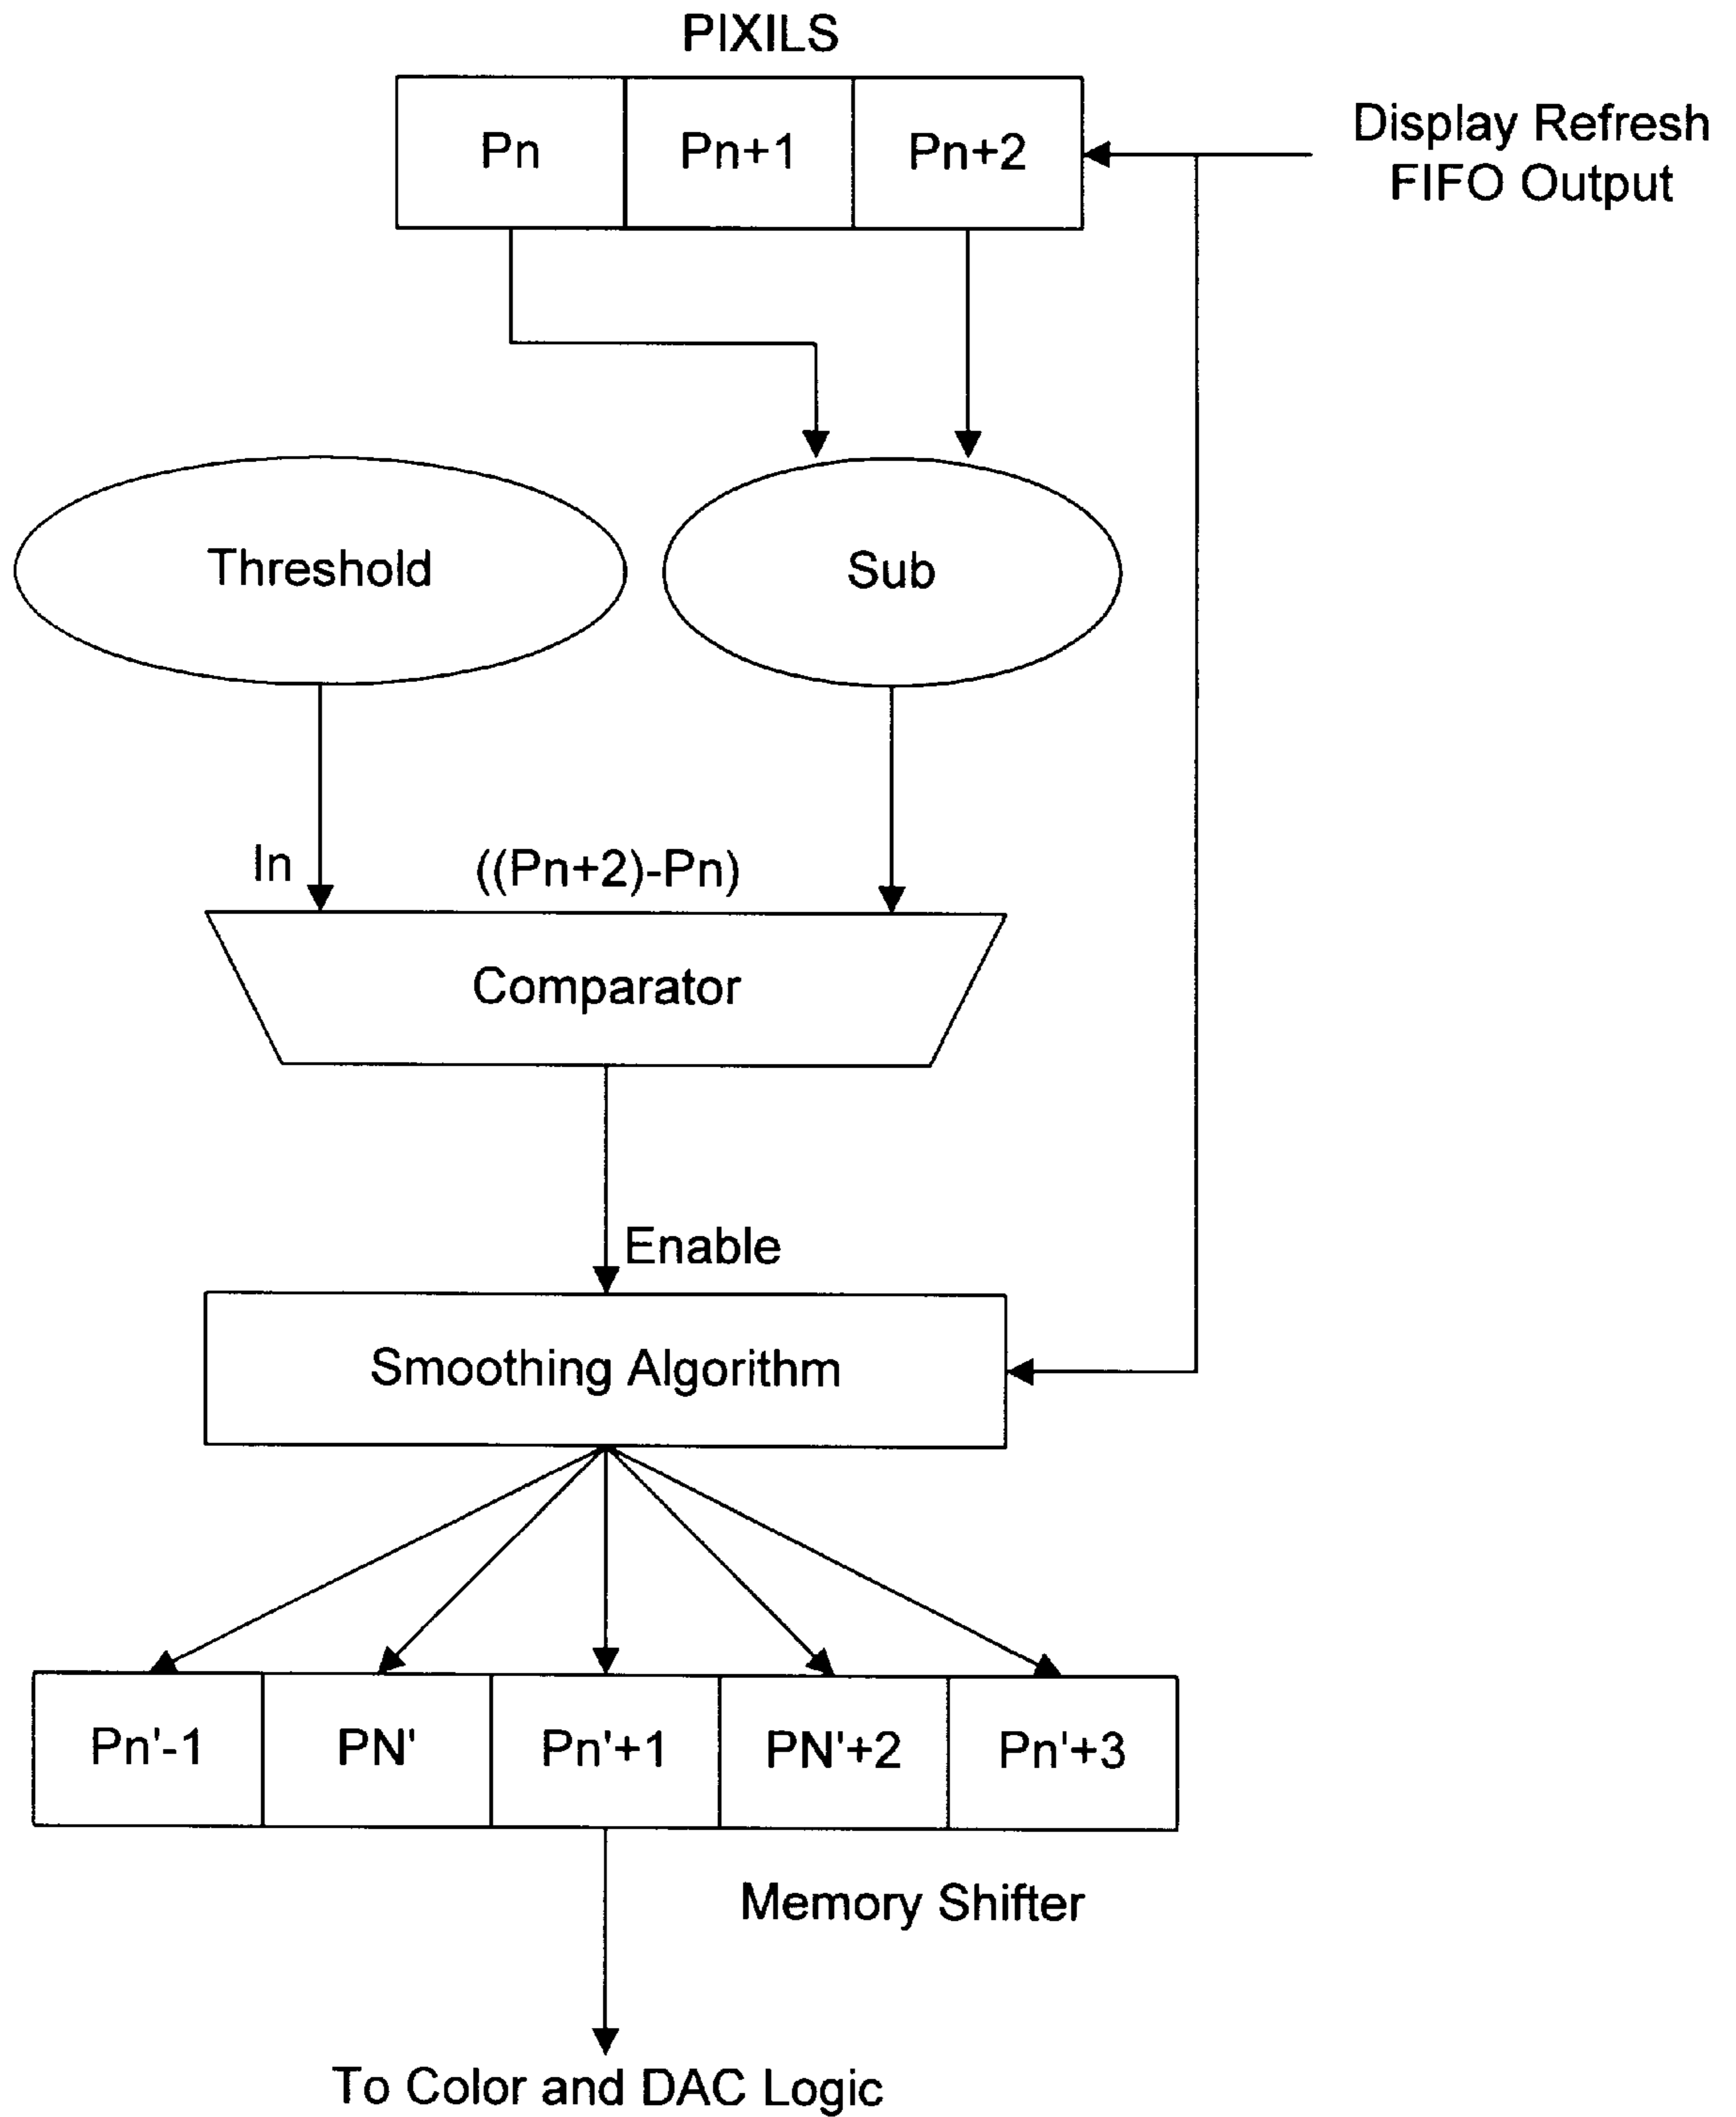 PIXILS
Pn
Pn+1
Pn+2
Display Refresh
FIFO Output
Threshold
Sub
In
((Pn+2)-Pn)
Comparator
Enable
Smoothing Algorithm
Pn'-1
PN'
Pn'+1
PN'+2
Pn'+3
Memory Shifter
To Color and DAC Logic